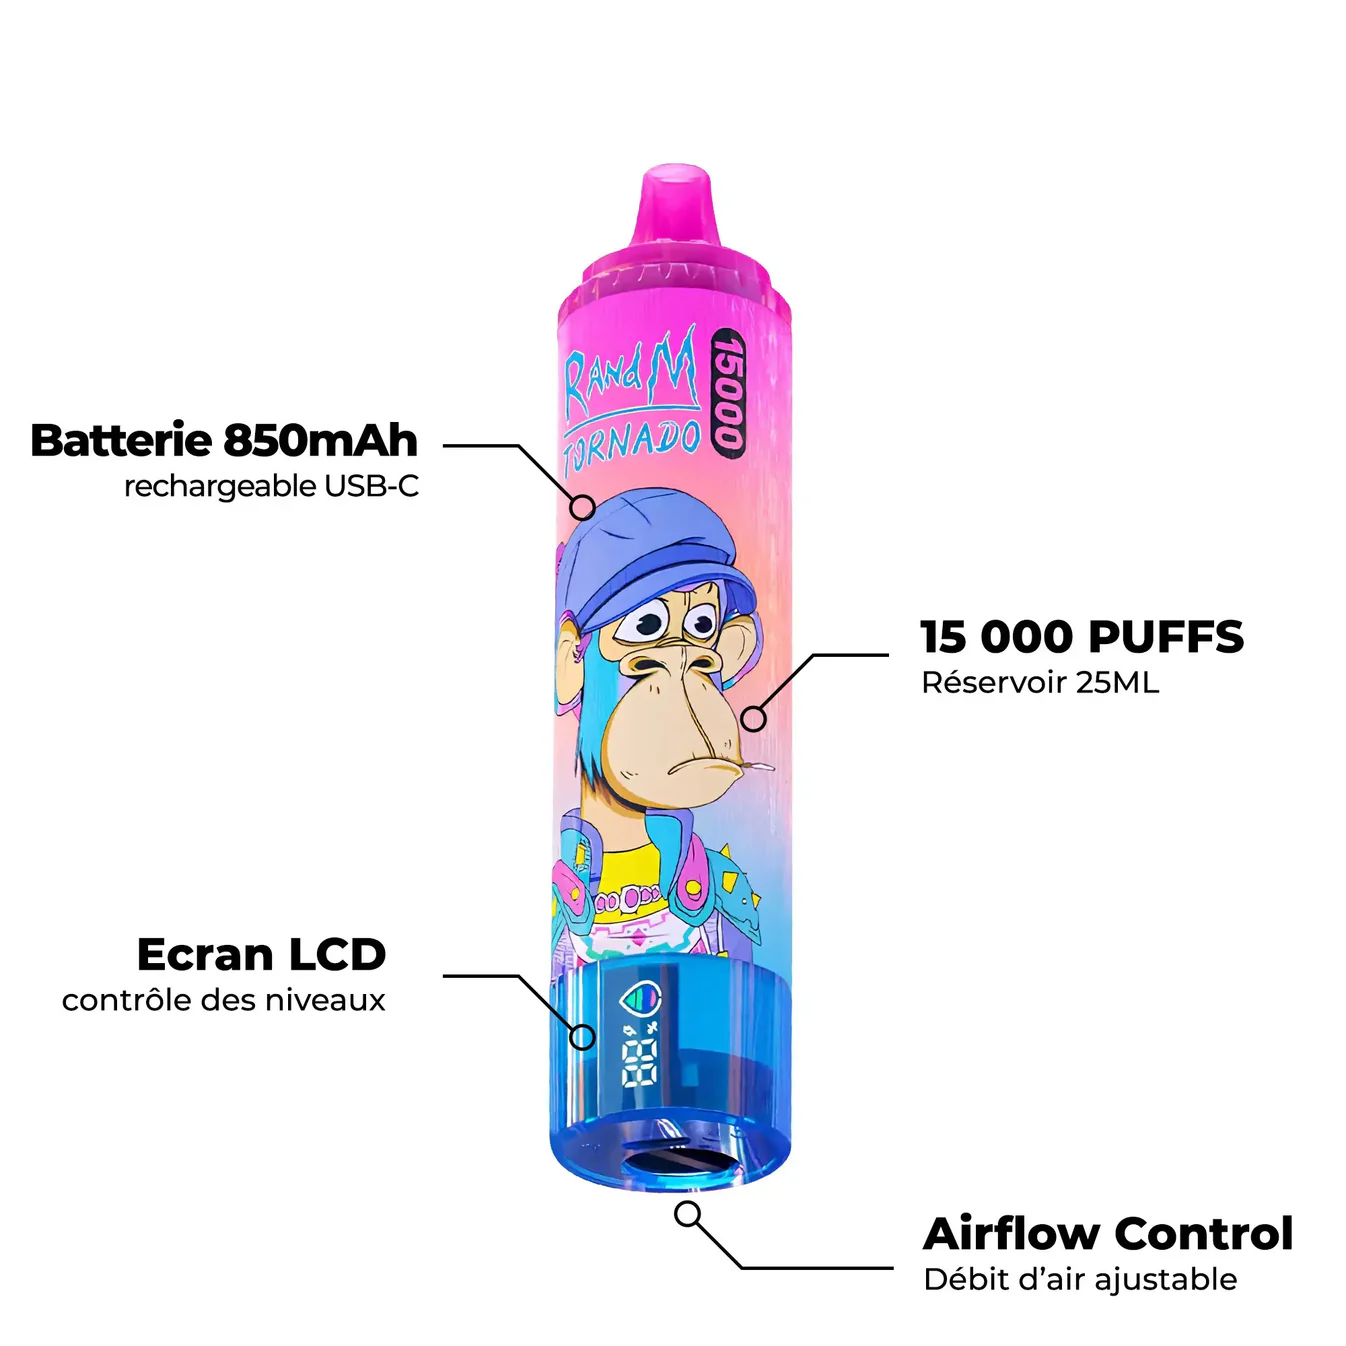 RAndM
TORNADO
15000
Batterie 850mAh
rechargeable USB-C
15 000 PUFFS
Réservoir 25ML
Ecran LCD
contrôle des niveaux
88
Airflow Control
Débit d’air ajustable